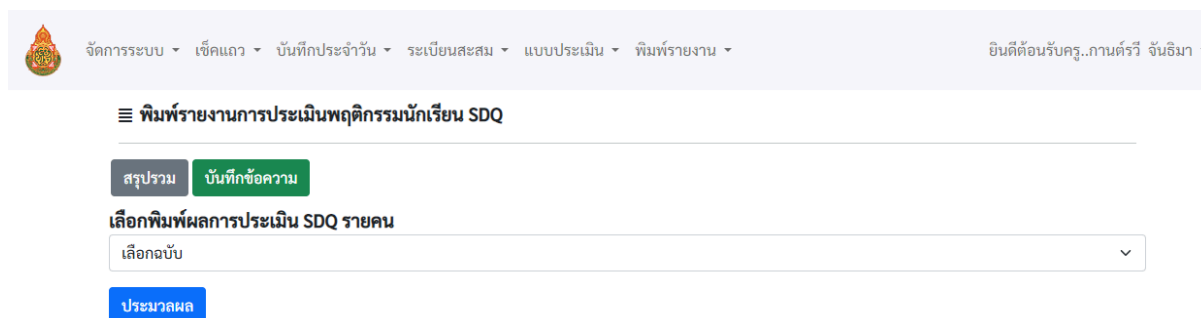 จัดการระบบ เช็คแถว บันทึกประจำวัน ระเบียนสะสม แบบประเมิน พิมพ์รายงาน ยินดีต้อนรับครู..กานต์รวี จันธิมา
พิมพ์รายงานการประเมินพฤติกรรมนักเรียน SDQ
สรุปรวม บันทึกข้อความ
เลือกพิมพ์ผลการประเมิน SDQ รายคน
เลือกฉบับ
ประมวลผล